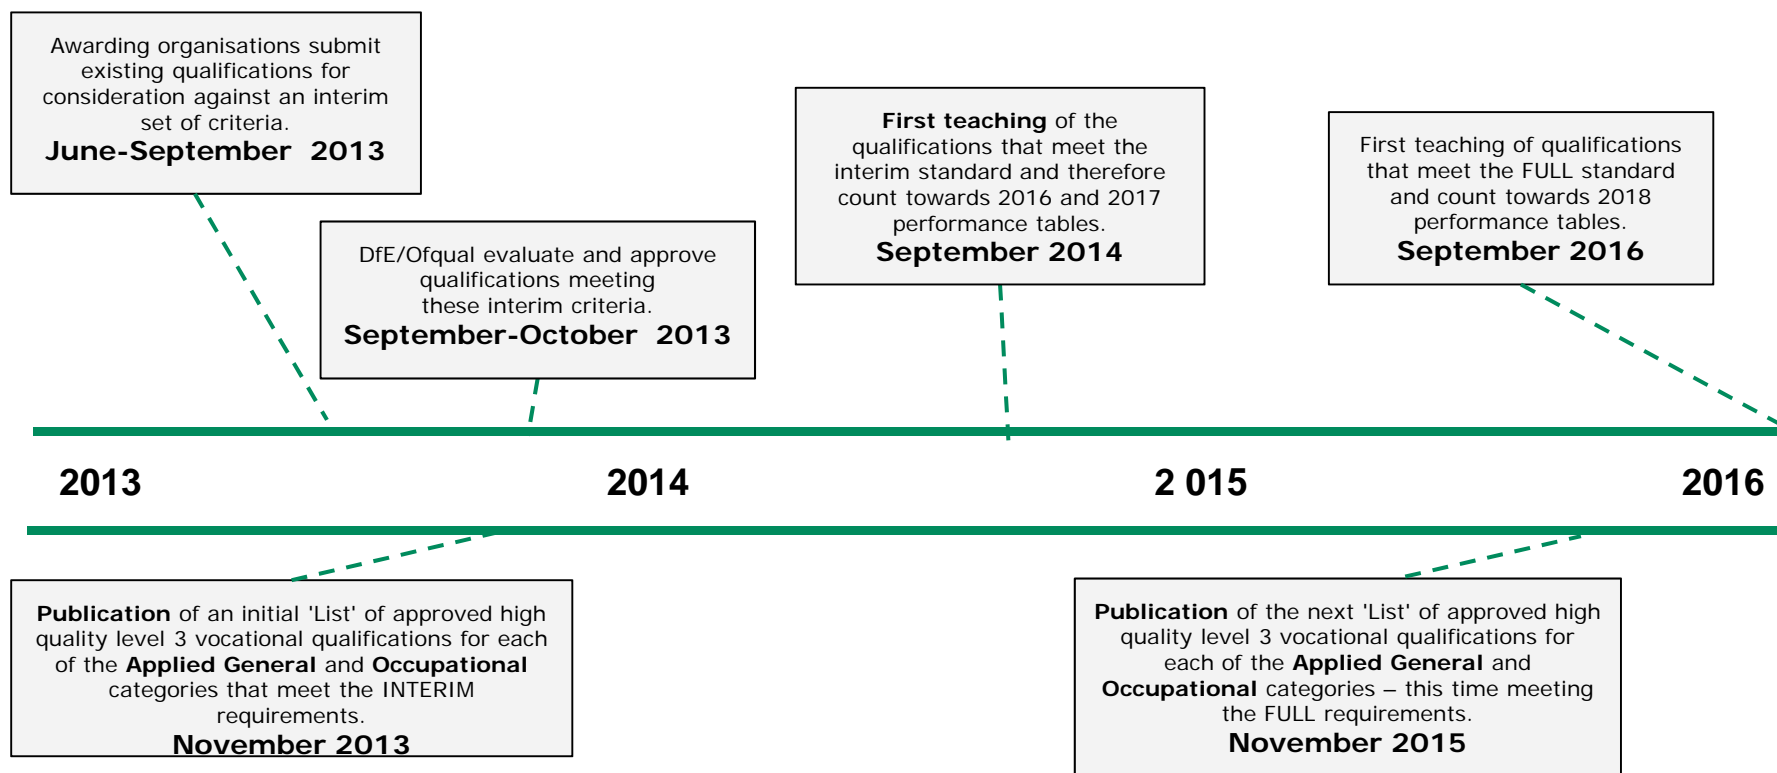 Awarding organisations submit
existing qualifications for
consideration against an interim
set of criteria.
June-September 2013
DfE/Ofqual evaluate and approve
qualifications meeting
these interim criteria.
September-October 2013
First teaching of the
qualifications that meet the
interim standard and therefore
count towards 2016 and 2017
performance tables.
September 2014
First teaching of qualifications
that meet the FULL standard
and count towards 2018
performance tables.
September 2016
2013 2014 2 015 2016
Publication of an initial 'List' of approved high
quality level 3 vocational qualifications for each
of the Applied General and Occupational
categories that meet the INTERIM
requirements.
November 2013
Publication of the next 'List' of approved high
quality level 3 vocational qualifications for
each of the Applied General and
Occupational categories – this time meeting
the FULL requirements.
November 2015